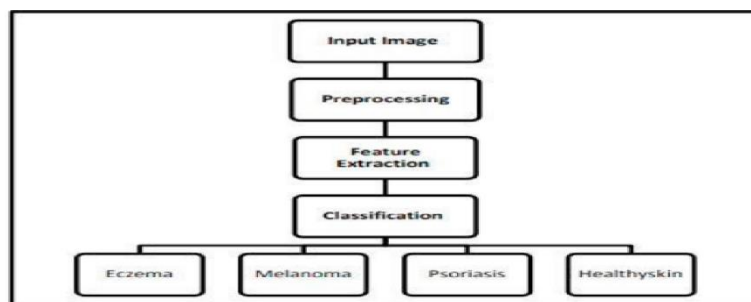 Input Image
Preprocessing
Feature
Extraction
Classification
Eczema
Melanoma
Psoriasis
Healthyskin